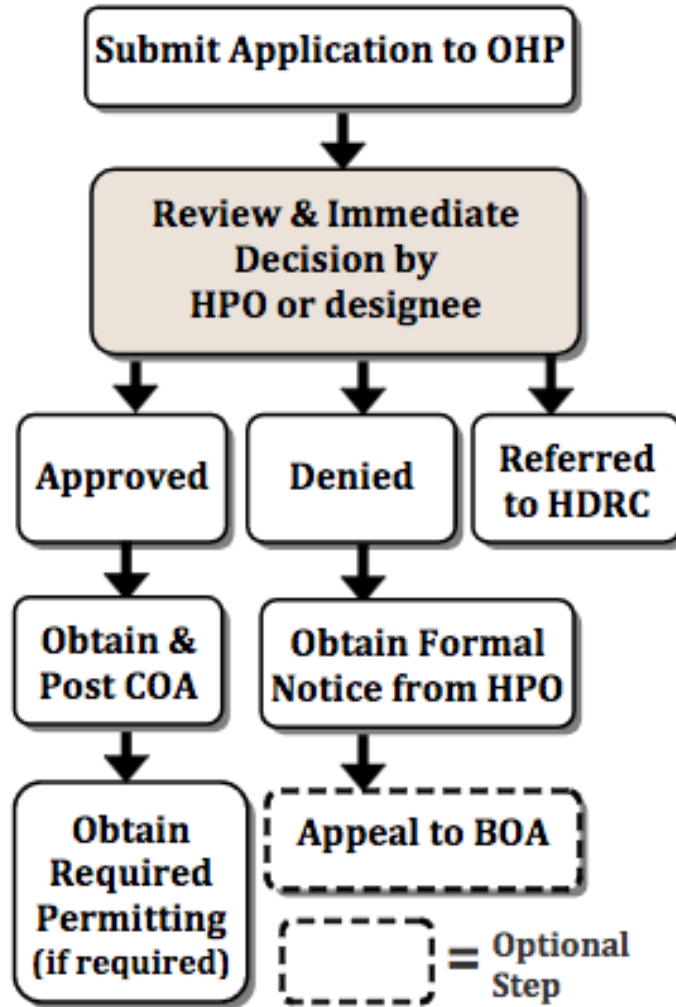 Submit Application to OHP
Review & Immediate
Decision by
HPO or designee
Approved
Denied
Referred
to HDRC
Obtain &
Post COA
Obtain Formal
Notice from HPO
Obtain
Required
Permitting
(if required)
Appeal to BOA
= Optional
Step